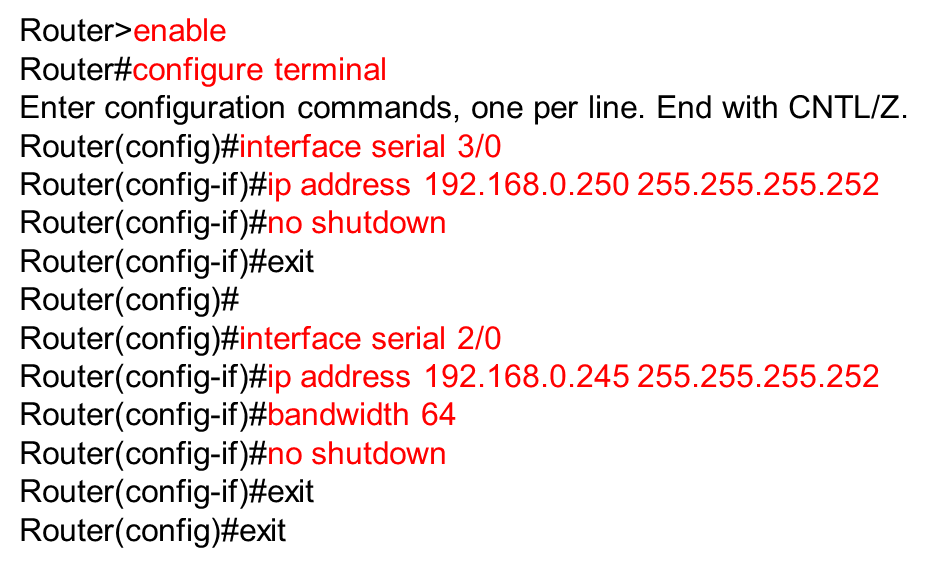 Router>enable
Router#configure terminal
Enter configuration commands, one per line. End with CNTL/Z.
Router(config)#interface serial 3/0
Router(config-if)#ip address 192.168.0.250 255.255.255.252
Router(config-if)#no shutdown
Router(config-if)#exit
Router(config)#
Router(config)#interface serial 2/0
Router(config-if)#ip address 192.168.0.245 255.255.255.252
Router(config-if)#bandwidth 64
Router(config-if)#no shutdown
Router(config-if)#exit
Router(config)#exit